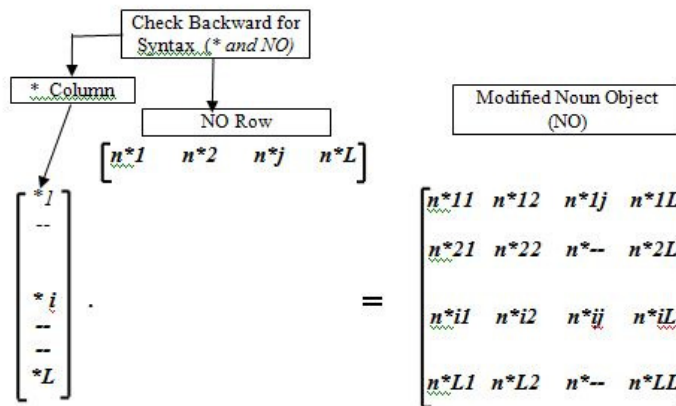 Check Backward for
Syntax (* and NO)
* Column
NO Row
Modified Noun Object
(NO)
n*1 n*2 n*j n*L
*1
--
* i
--
--
*L
.
=
n*11 n*12 n*1j n*1L
n*21 n*22 n*-- n*2L
n*i1 n*i2 n*ij n*iL
n*L1 n*L2 n*-- n*LL